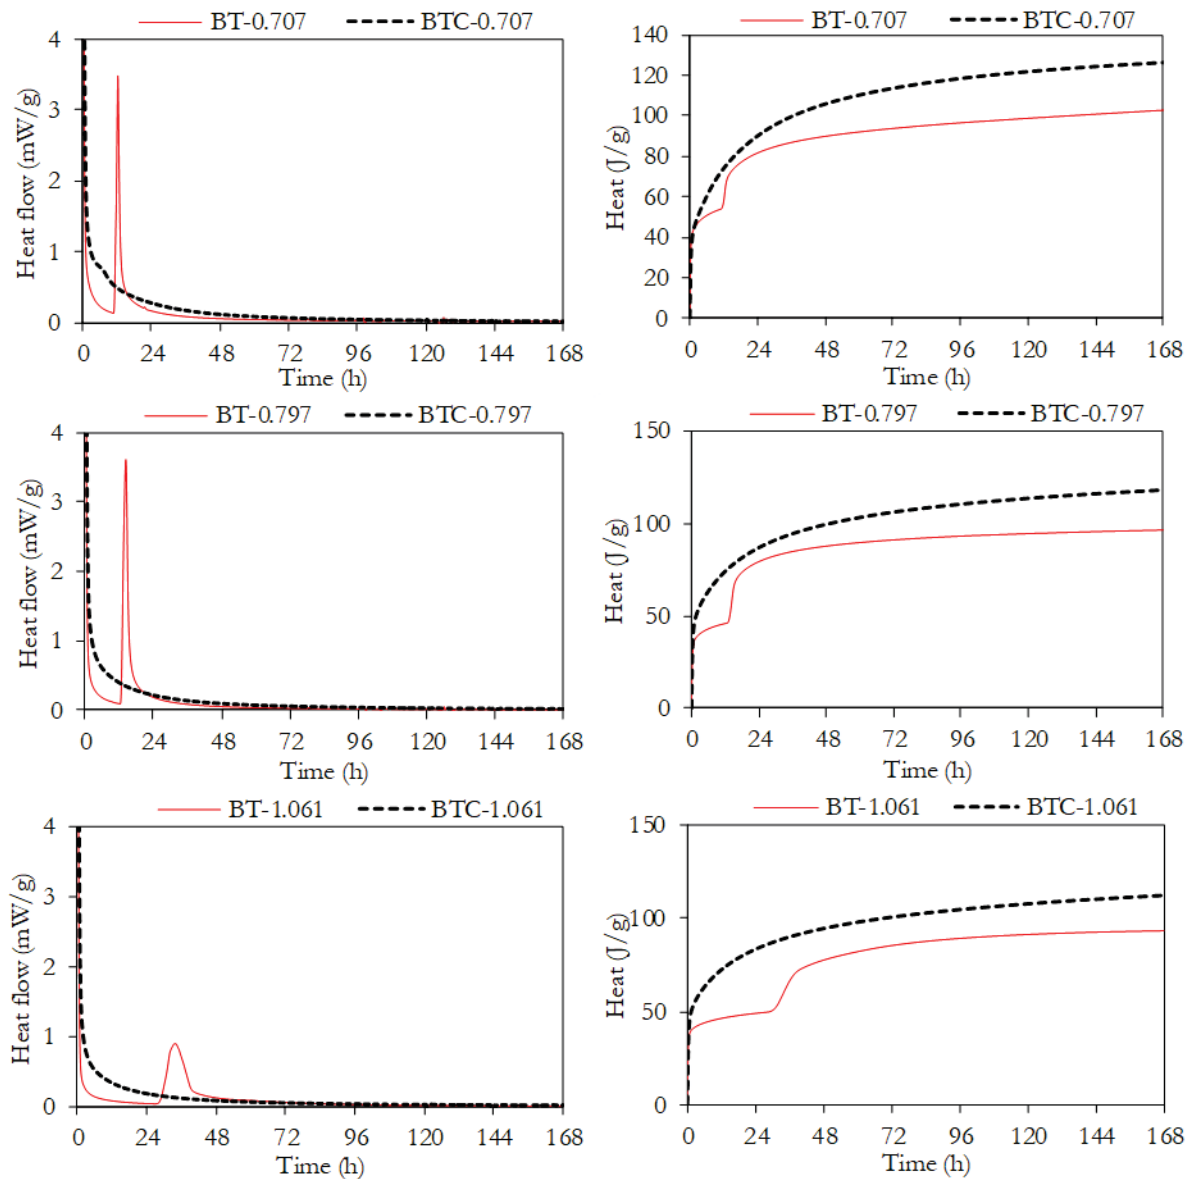 BT-0.707 BTC-0.707
Heat flow (mW/g)
4
3
2
1
0
0 24 48 72 96 120 144 168
Time (h)
BT-0.707 BTC-0.707
Heat (J/g)
140
120
100
80
60
40
20
0
0 24 48 72 96 120 144 168
Time (h)
BT-0.797 BTC-0.797
Heat flow (mW/g)
4
3
2
1
0
0 24 48 72 96 120 144 168
Time (h)
BT-0.797 BTC-0.797
Heat (J/g)
150
100
50
0
0 24 48 72 96 120 144 168
Time (h)
BT-1.061 BTC-1.061
Heat flow (mW/g)
4
3
2
1
0
0 24 48 72 96 120 144 168
Time (h)
BT-1.061 BTC-1.061
Heat (J/g)
150
100
50
0
0 24 48 72 96 120 144 168
Time (h)